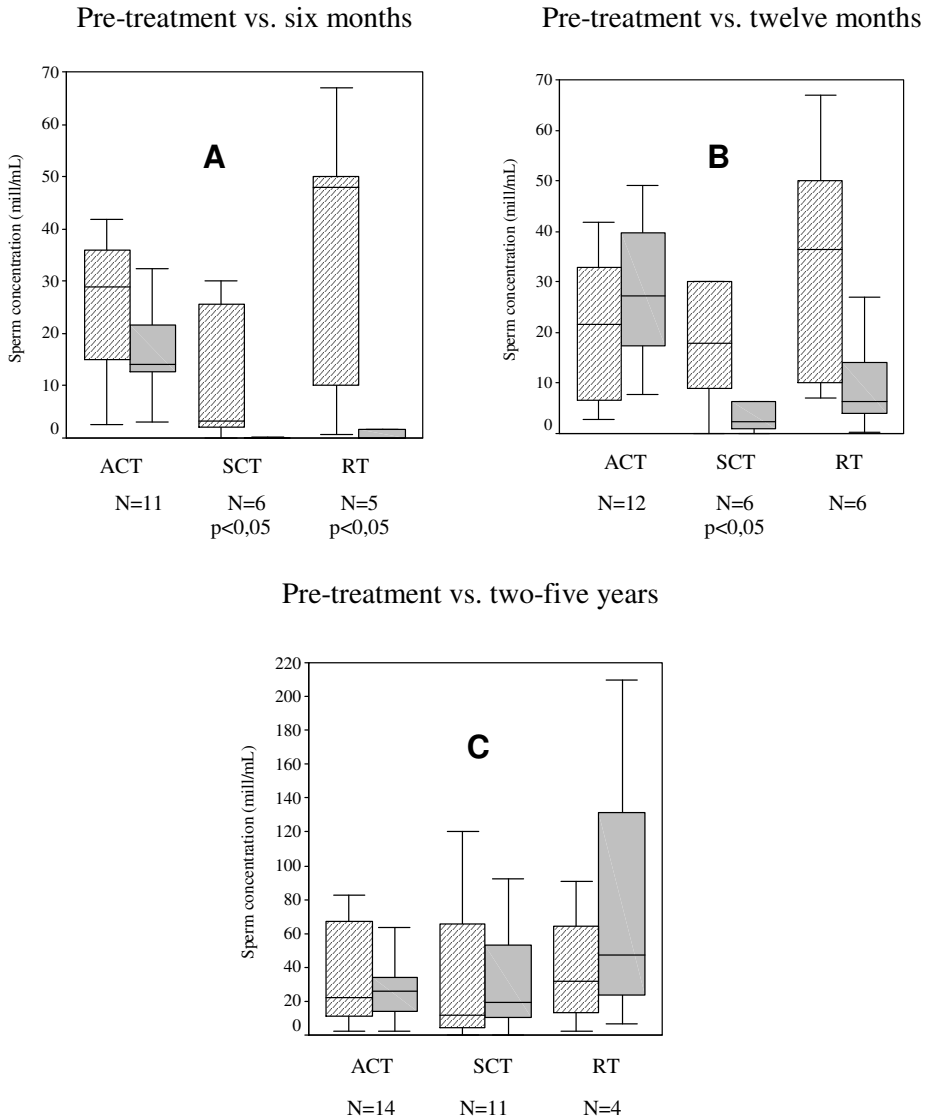 Pre-treatment vs. six months
Sperm concentration (mill/mL)
70
60
50
40
30
20
10
0
A
ACT SCT RT
N=11 N=6 N=5
p<0,05 p<0,05
Pre-treatment vs. twelve months
Sperm concentration (mill/mL)
70
60
50
40
30
20
10
0
B
ACT SCT RT
N=12 N=6 N=6
p<0,05
Pre-treatment vs. two-five years
Sperm concentration (mill/mL)
220
200
180
160
140
120
100
80
60
40
20
0
C
ACT SCT RT
N=14 N=11 N=4